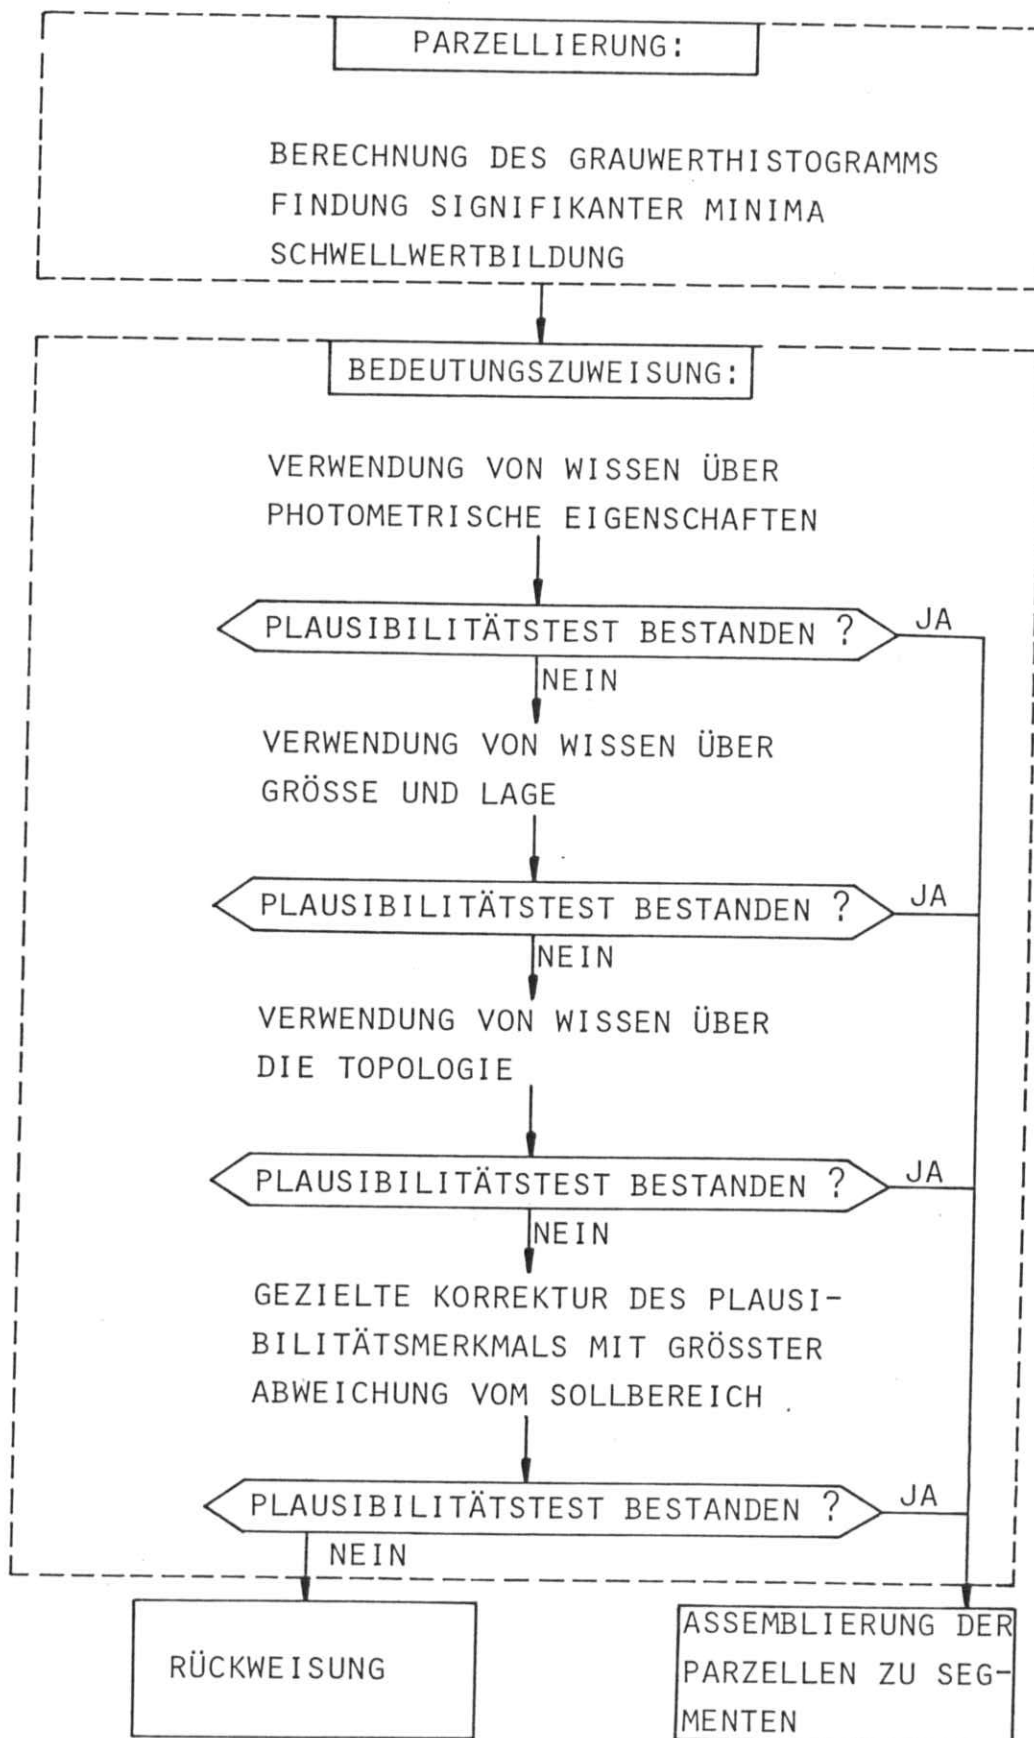 PARZELLIERUNG:
BERECHNUNG DES GRAUWERTHISTOGRAMMS
FINDUNG SIGNIFIKANTER MINIMA
SCHWELLWERTBILDUNG
BEDEUTUNGSZUWEISUNG:
VERWENDUNG VON WISSEN ÜBER
PHOTOMETRISCHE EIGENSCHAFTEN
PLAUSIBILITÄTSTEST BESTANDEN ?
JA
NEIN
VERWENDUNG VON WISSEN ÜBER
GRÖSSE UND LAGE
PLAUSIBILITÄTSTEST BESTANDEN ?
JA
NEIN
VERWENDUNG VON WISSEN ÜBER
DIE TOPOLOGIE
PLAUSIBILITÄTSTEST BESTANDEN ?
JA
NEIN
GEZIELTE KORREKTUR DES PLAUSI-
BILITÄTSMERKMALS MIT GRÖSSTER
ABWEICHUNG VOM SOLLBEREICH
PLAUSIBILITÄTSTEST BESTANDEN ?
JA
NEIN
RÜCKWEISUNG
ASSEMBLIERUNG DER
PARZELLEN ZU SEG-
MENTEN